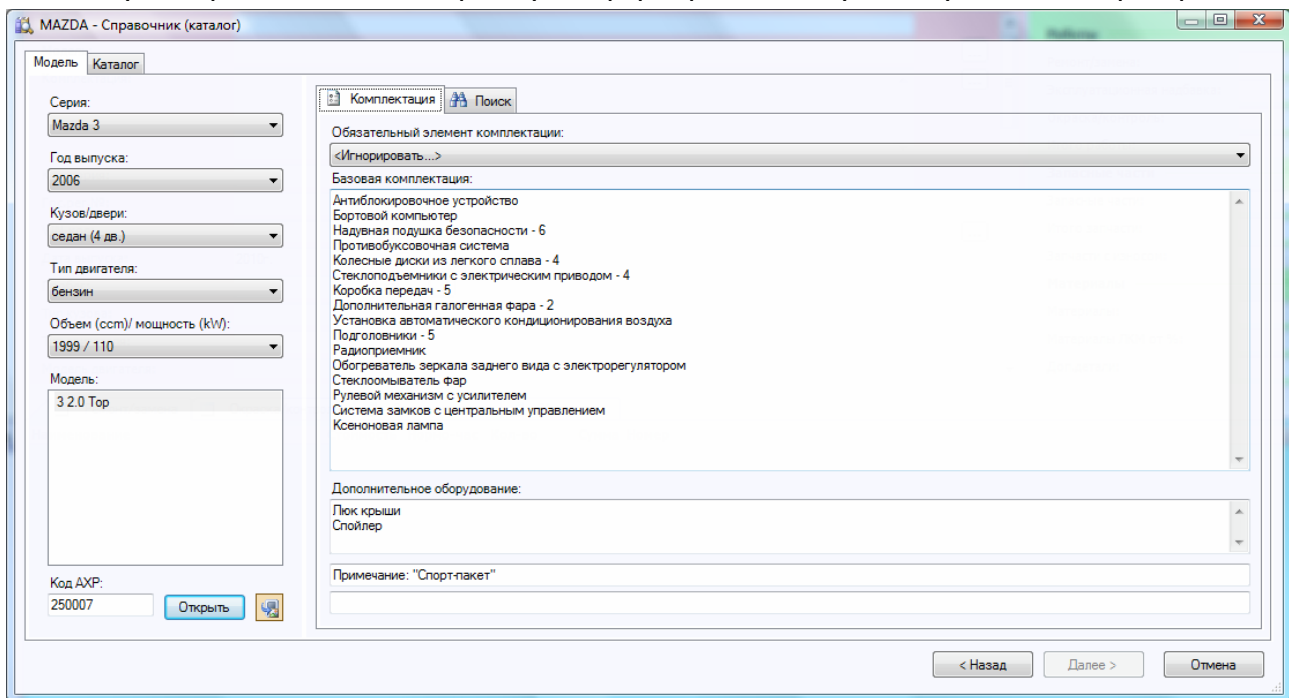 MAZDA - Справочник (каталог)
Модель
Каталог
Серия:
Mazda 3
Год выпуска:
2006
Кузов/двери:
седан (4 дв.)
Тип двигателя:
бензин
Объем (ccm)/ мощность (kW):
1999 / 110
Модель:
3 2.0 Top
Код AXP:
250007
Открыть
Комплектация
Поиск
Обязательный элемент комплектации:
<Игнорировать...>
Базовая комплектация:
Антиблокировочное устройство
Бортовой компьютер
Надувная подушка безопасности - 6
Противобуксовочная система
Колесные диски из легкого сплава - 4
Стеклоподъемники с электрическим приводом - 4
Коробка передач - 5
Дополнительная галогенная фара - 2
Установка автоматического кондиционирования воздуха
Подголовники - 5
Радиоприемник
Обогреватель зеркала заднего вида с электрорегулятором
Стеклоомыватель фар
Рулевой механизм с усилителем
Система замков с центральным управлением
Ксеноновая лампа
Дополнительное оборудование:
Люк крыши
Спойлер
Примечание: "Спорт-пакет"
< Назад
Далее >
Отмена